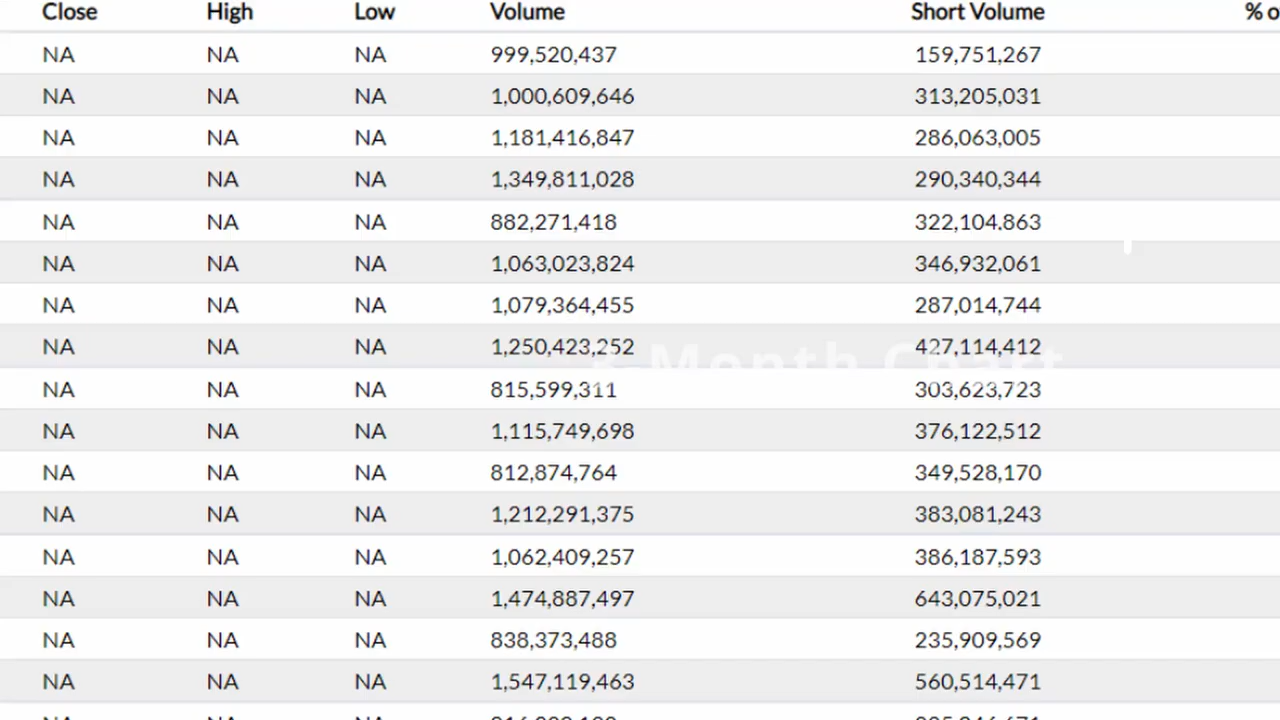 Close High Low Volume Short Volume % o
NA NA NA 999,520,437 159,751,267
NA NA NA 1,000,609,646 313,205,031
NA NA NA 1,181,416,847 286,063,005
NA NA NA 1,349,811,028 290,340,344
NA NA NA 882,271,418 322,104,863
NA NA NA 1,063,023,824 346,932,061
NA NA NA 1,079,364,455 287,014,744
NA NA NA 1,250,423,252 427,114,412
-Month Chart
NA NA NA 815,599,311 303,623,723
NA NA NA 1,115,749,698 376,122,512
NA NA NA 812,874,764 349,528,170
NA NA NA 1,212,291,375 383,081,243
NA NA NA 1,062,409,257 386,187,593
NA NA NA 1,474,887,497 643,075,021
NA NA NA 838,373,488 235,909,569
NA NA NA 1,547,119,463 560,514,471
NA NA NA